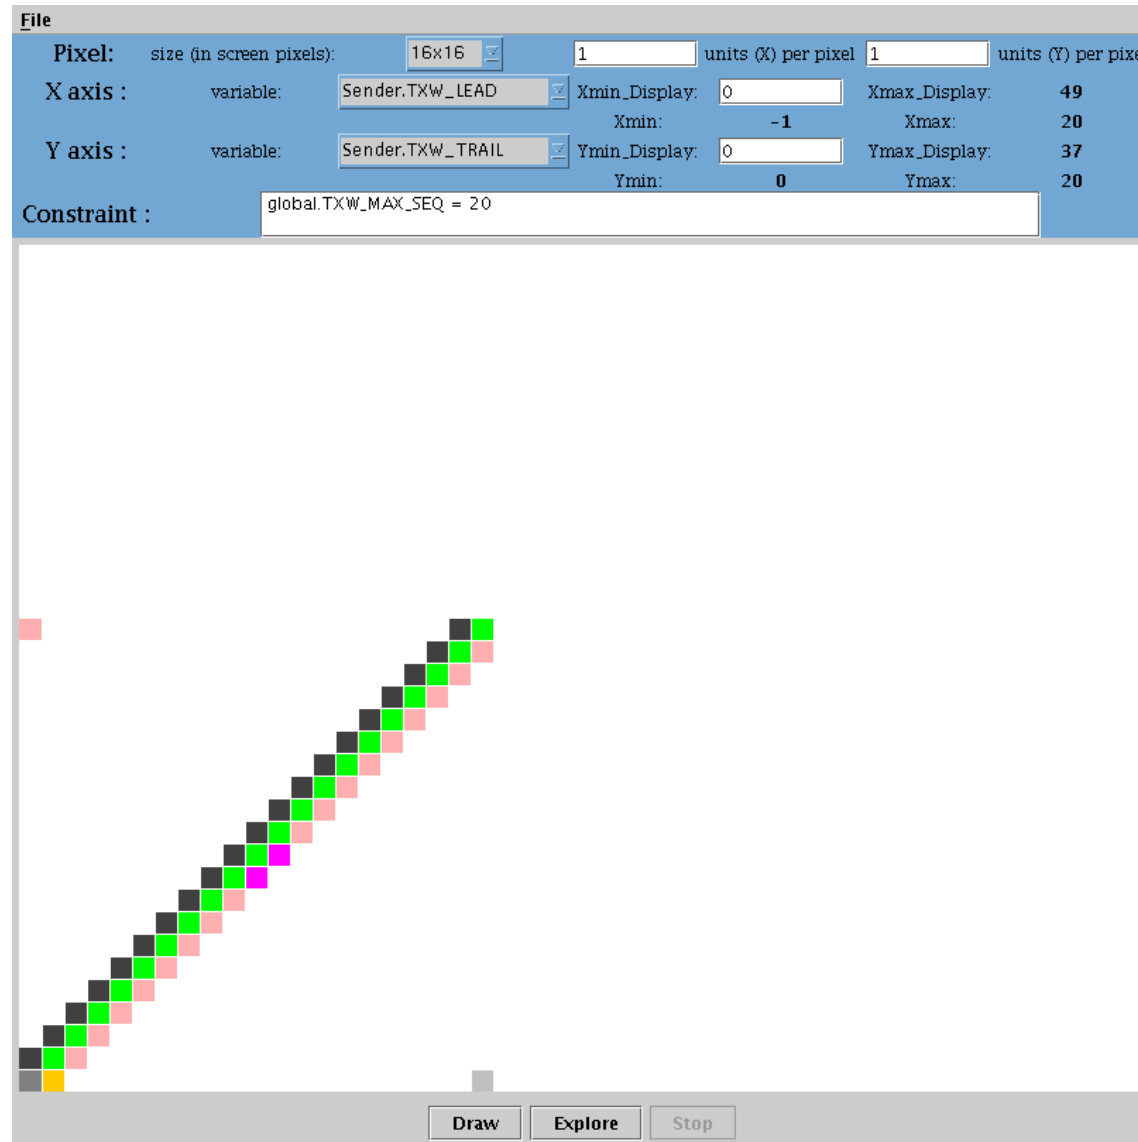 File
Pixel: size (in screen pixels): 16x16 1 units (X) per pixel 1 units (Y) per pixe
X axis : variable: Sender.TXW_LEAD Xmin_Display: 0 Xmax_Display: 49
Xmin: -1 Xmax: 20
Y axis : variable: Sender.TXW_TRAIL Ymin_Display: 0 Ymax_Display: 37
Ymin: 0 Ymax: 20
Constraint : global.TXW_MAX_SEQ = 20
Draw Explore Stop